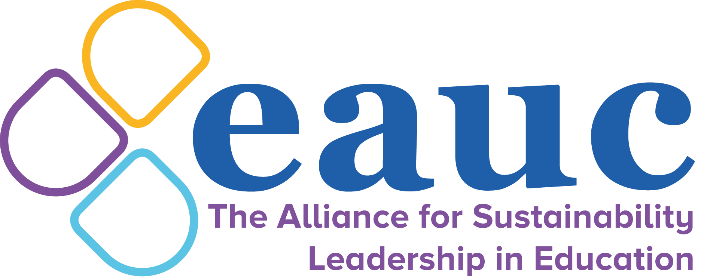 eauc
The Alliance for Sustainability
Leadership in Education